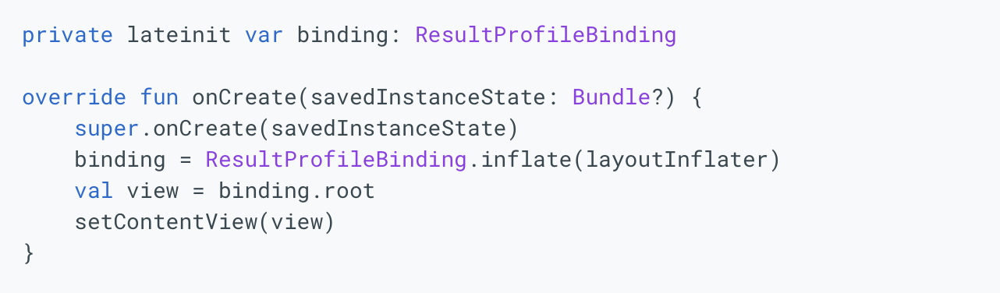 private lateinit var binding: ResultProfileBinding

override fun onCreate(savedInstanceState: Bundle?) {
    super.onCreate(savedInstanceState)
    binding = ResultProfileBinding.inflate(layoutInflater)
    val view = binding.root
    setContentView(view)
}